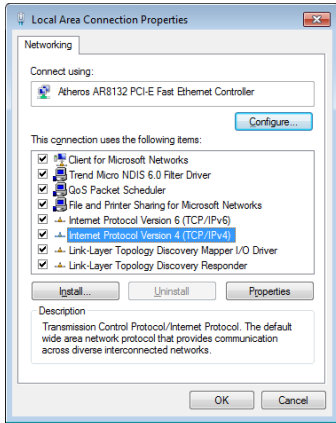 Local Area Connection Properties
Networking
Connect using:
Atheros AR8132 PCI-E Fast Ethernet Controller
Configure...
This connection uses the following items:
Client for Microsoft Networks
Trend Micro NDIS 6.0 Filter Driver
QoS Packet Scheduler
File and Printer Sharing for Microsoft Networks
Internet Protocol Version 6 (TCP/IPv6)
Internet Protocol Version 4 (TCP/IPv4)
Link-Layer Topology Discovery Mapper I/O Driver
Link-Layer Topology Discovery Responder
Install... Uninstall Properties
Description
Transmission Control Protocol/Internet Protocol. The default
wide area network protocol that provides communication
across diverse interconnected networks.
OK Cancel